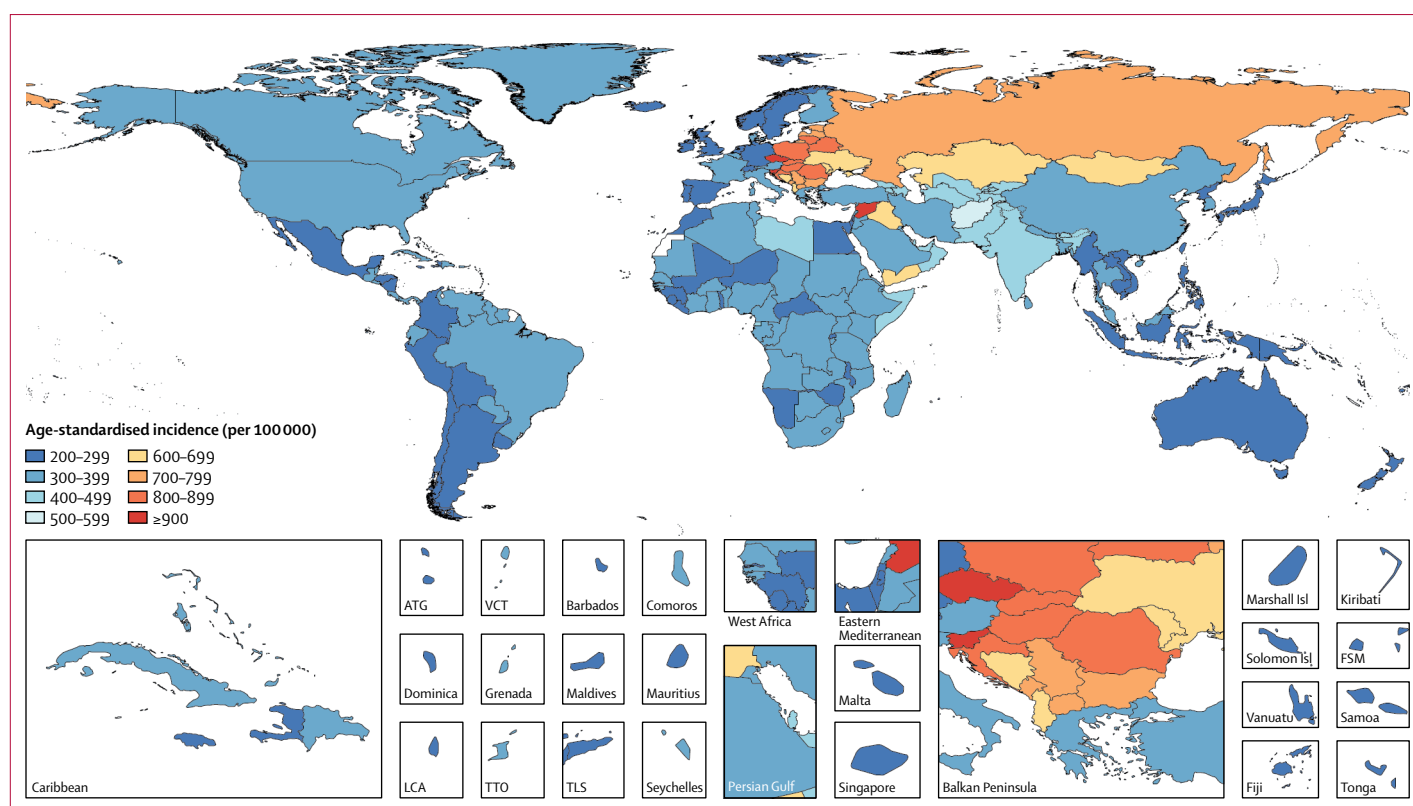 Age-standardised incidence (per 100 000)
200–299
600–699
300–399
700–799
400–499
800–899
500–599
≥900
Caribbean
ATG
VCT
Barbados
Comoros
West Africa
Eastern
Mediterranean
Dominica
Grenada
Maldives
Mauritius
Malta
LCA
TTO
TLS
Seychelles
Persian Gulf
Singapore
Balkan Peninsula
Marshall Isl
Kiribati
Solomon Isl
FSM
Vanuatu
Samoa
Fiji
Tonga